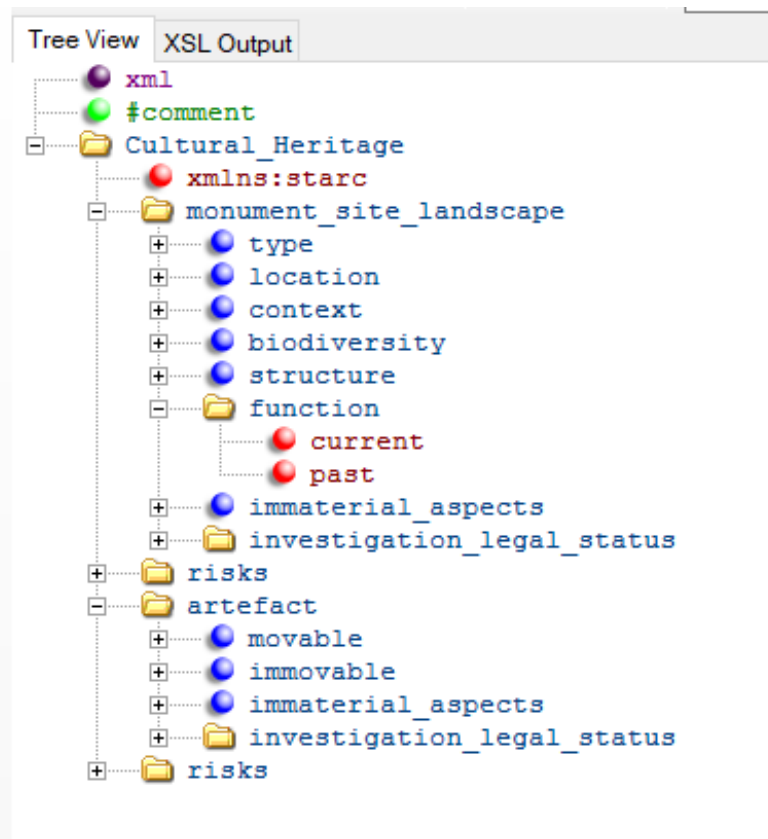 Tree View XSL Output
xml
#comment
Cultural_Heritage
xmlns:starc
monument_site_landscape
type
location
context
biodiversity
structure
function
current
past
immaterial_aspects
investigation_legal_status
risks
artefact
movable
immovable
immaterial_aspects
investigation_legal_status
risks